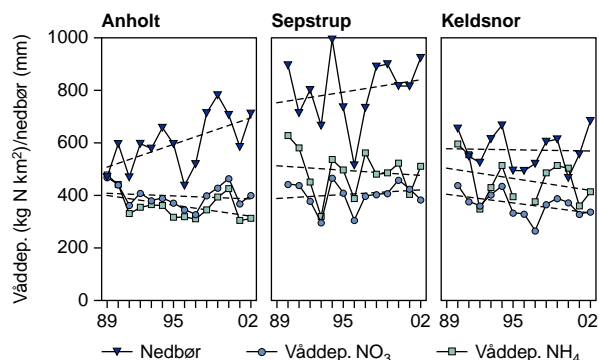 Anholt Sepstrup Keldsnor
Våddep. (kg N km²)/nedbør (mm)
1000
800
600
400
200
0
89 95 02 89 95 02 89 95 02
Nedbør Våddep. NO₃ Våddep. NH₄